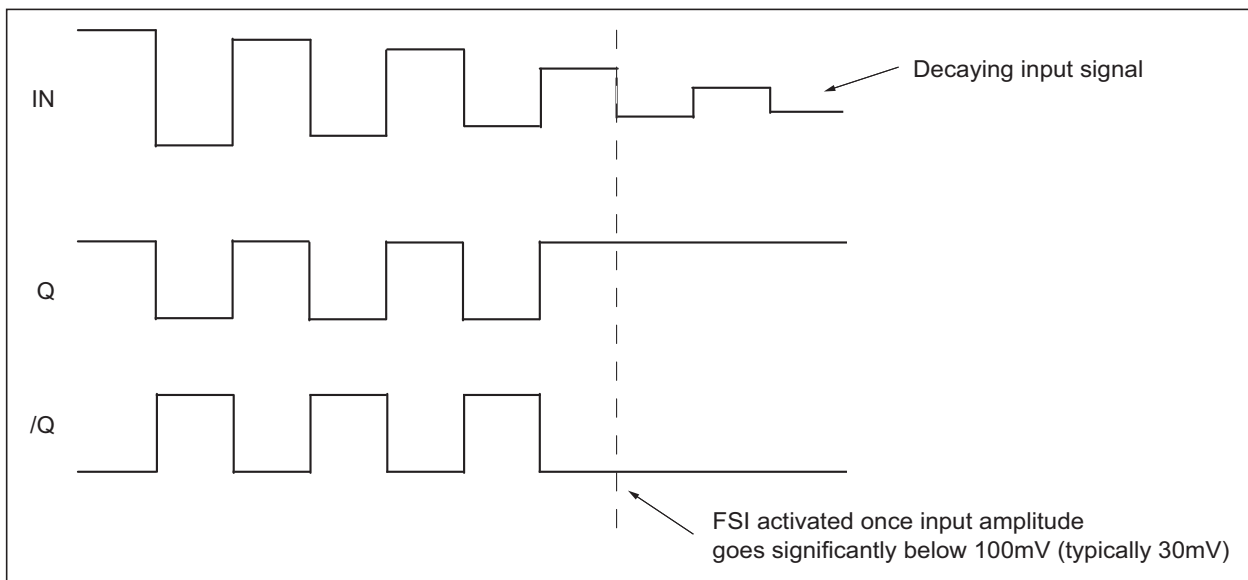 IN
Decaying input signal
Q
/Q
FSI activated once input amplitude
goes significantly below 100mV (typically 30mV)